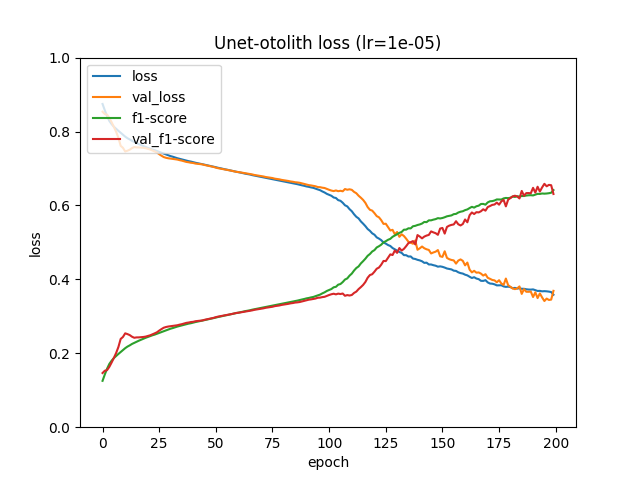 Unet-otolith loss (lr=1e-05)
loss
val_loss
f1-score
val_f1-score
1.0
0.8
0.6
0.4
0.2
0.0
loss
0 25 50 75 100 125 150 175 200
epoch